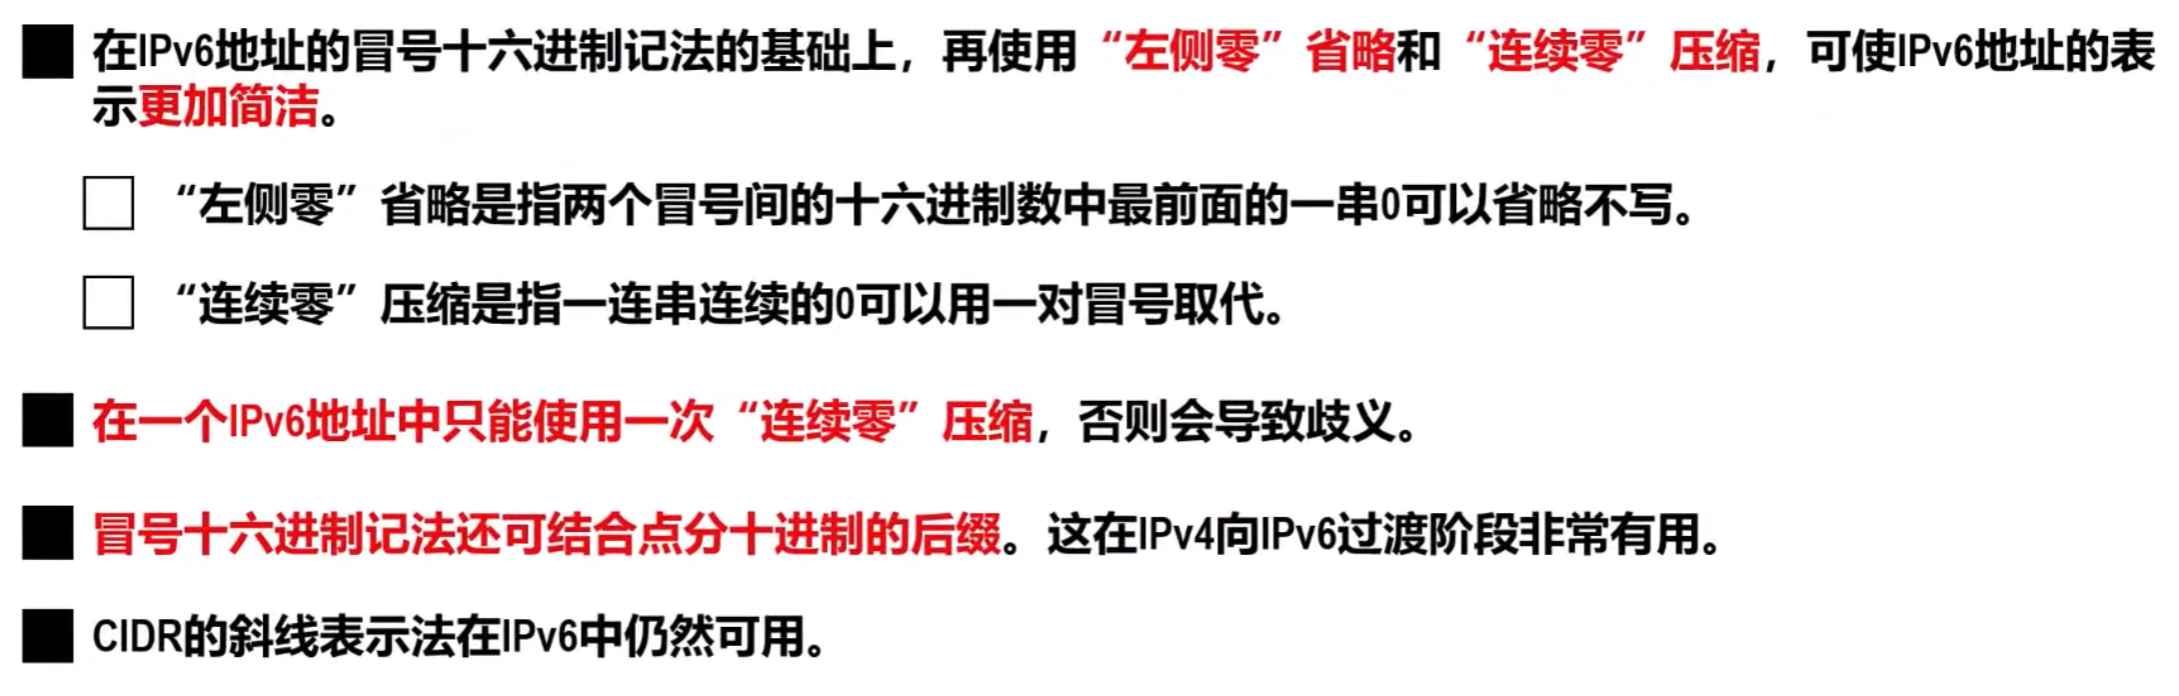 在IPv6地址的冒号十六进制记法的基础上，再使用“左侧零”省略和“连续零”压缩，可使IPv6地址的表
示更加简洁。
“左侧零”省略是指两个冒号间的十六进制数中最前面的一串0可以省略不写。
“连续零”压缩是指一连串连续的0可以用一对冒号取代。
在一个IPv6地址中只能使用一次“连续零”压缩，否则会导致歧义。
冒号十六进制记法还可结合点分十进制的后缀。这在IPv4向IPv6过渡阶段非常有用。
CIDR的斜线表示法在IPv6中仍然可用。